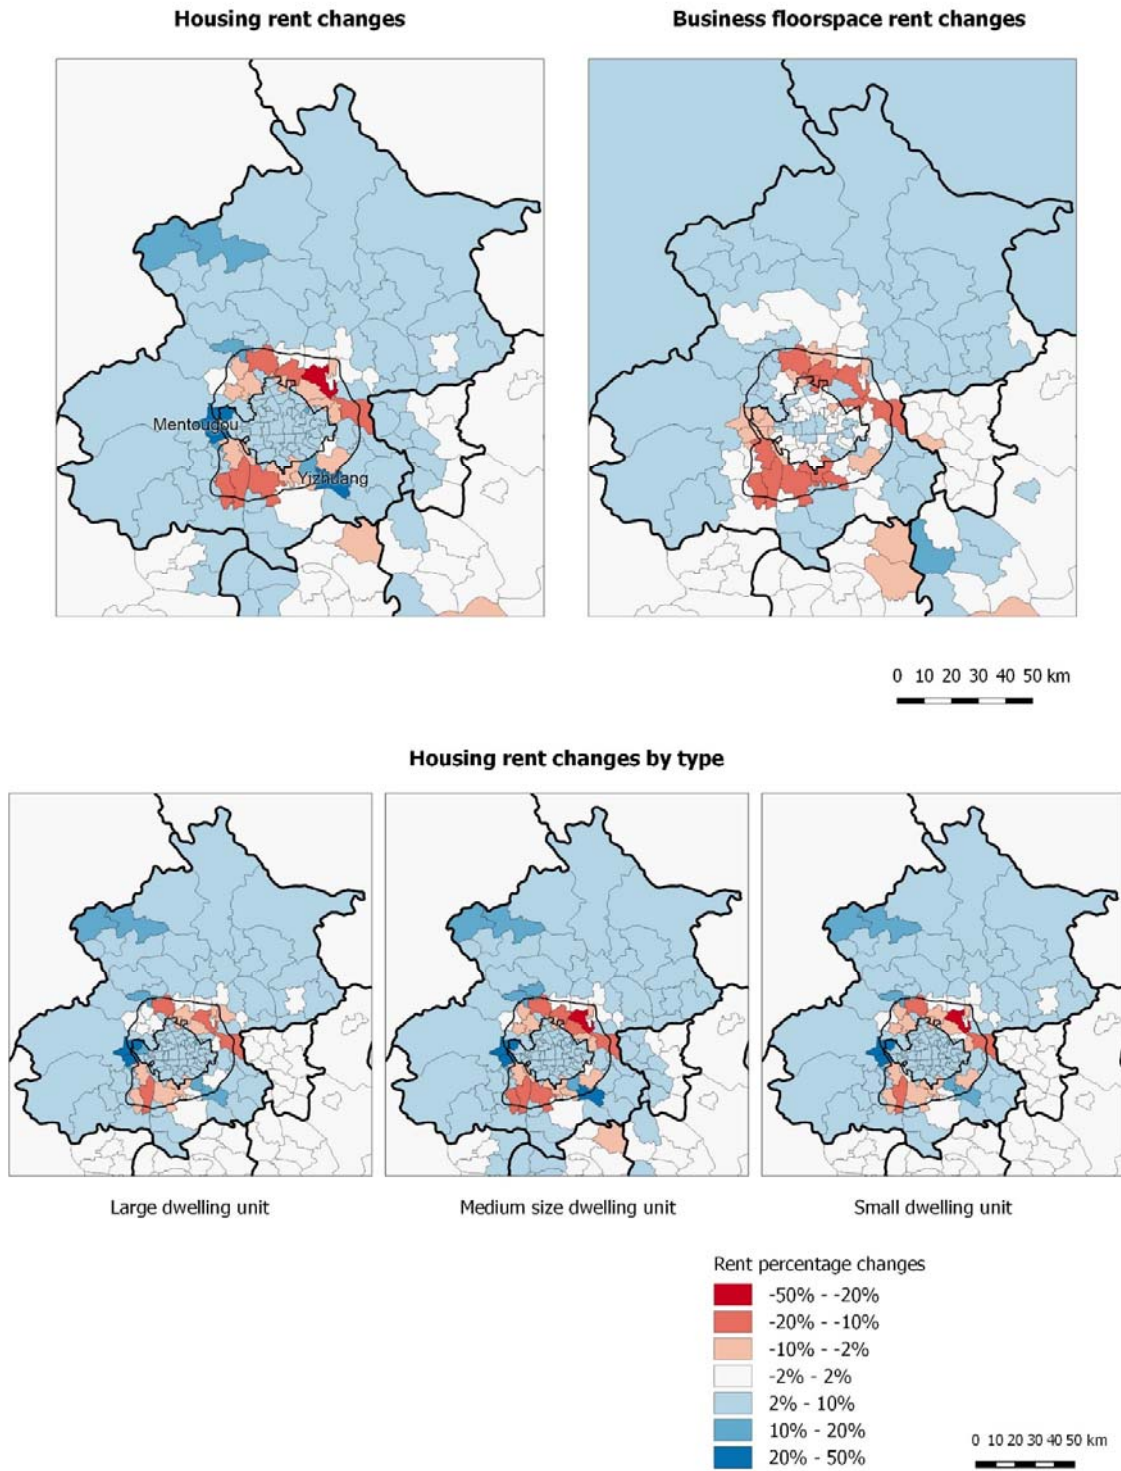 Housing rent changes
Business floorspace rent changes
Mentougou
Yizhuang
0 10 20 30 40 50 km
Housing rent changes by type
Large dwelling unit
Medium size dwelling unit
Small dwelling unit
Rent percentage changes
-50% - -20%
-20% - -10%
-10% - -2%
-2% - 2%
2% - 10%
10% - 20%
20% - 50%
0 10 20 30 40 50 km